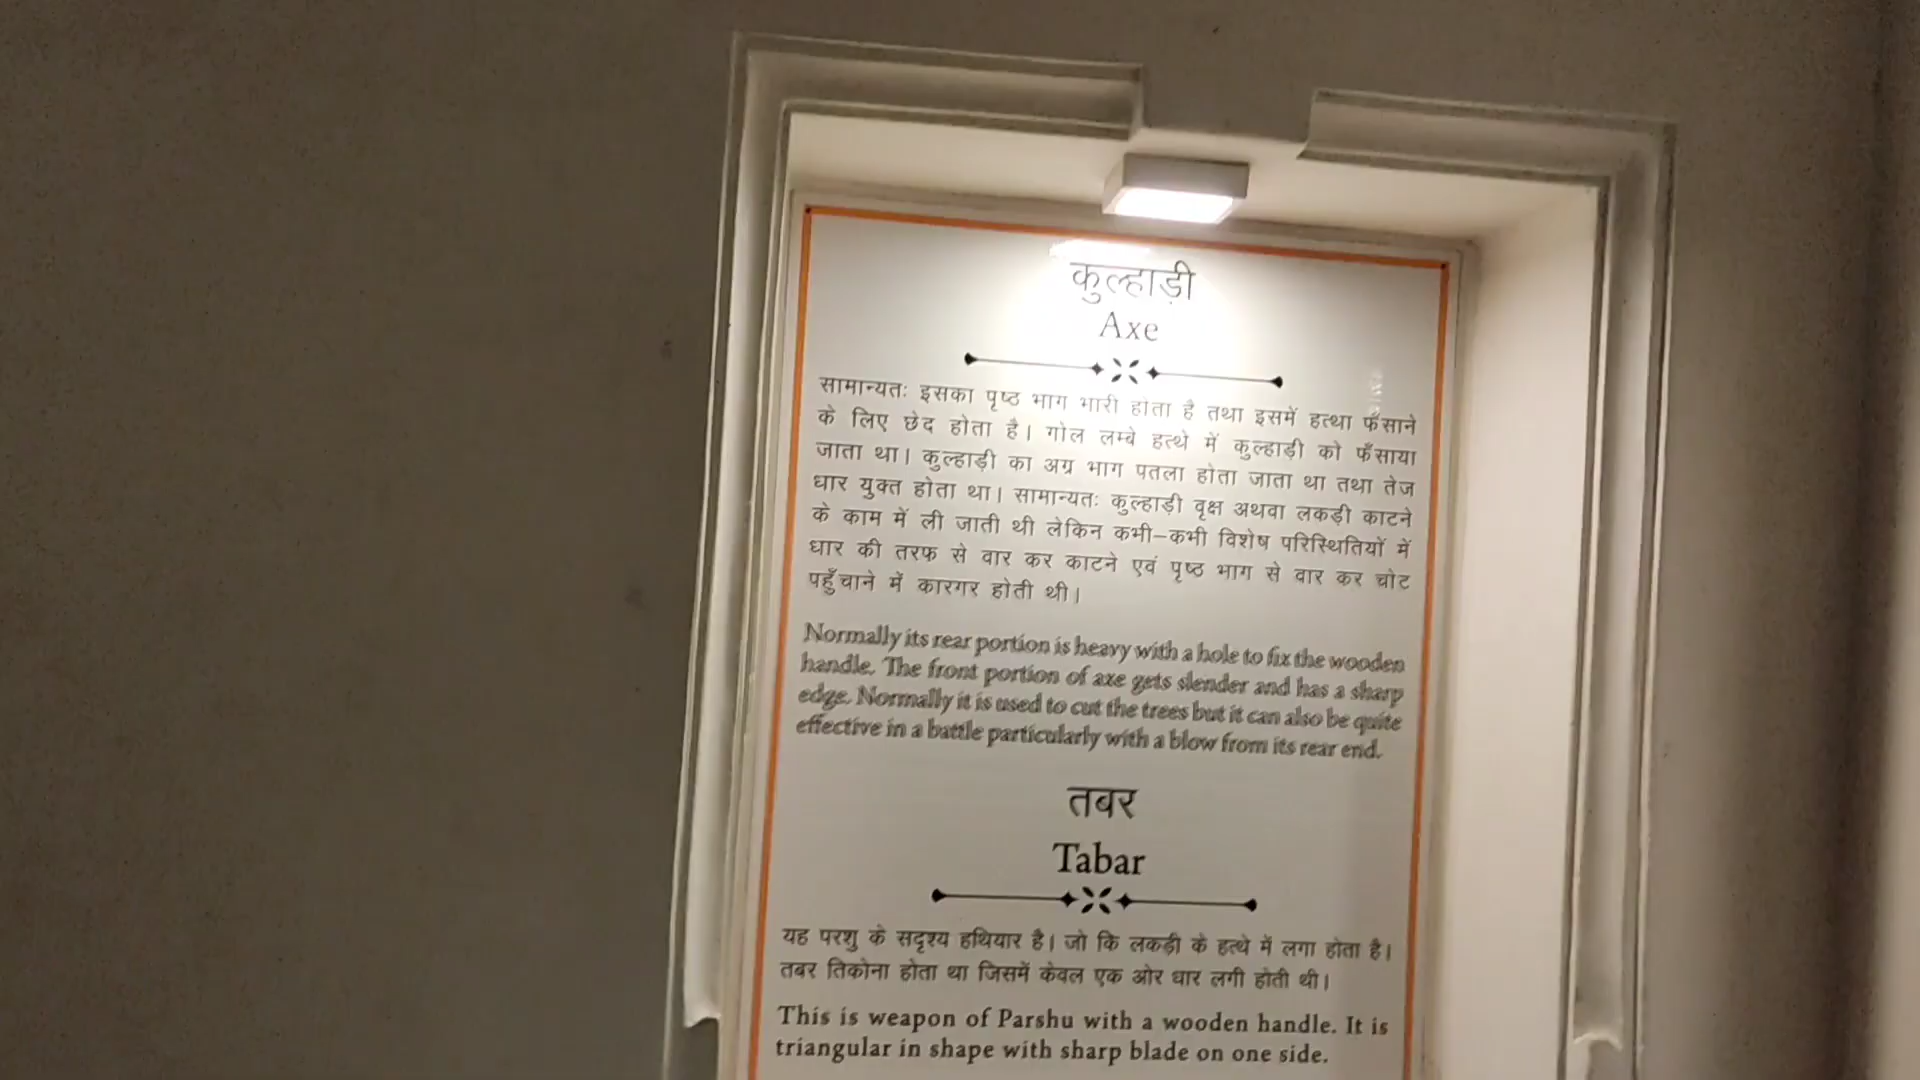 कुल्हाड़ी
Axe
सामान्यतः इसका पृष्ठ भाग भारी होता है तथा इसमें हत्था फँसाने
के लिए छेद होता है। गोल लम्बे हत्थे में कुल्हाड़ी को फँसाया
जाता था। कुल्हाड़ी का अग्र भाग पतला होता जाता था तथा तेज
धार युक्त होता था। सामान्यतः कुल्हाड़ी वृक्ष अथवा लकड़ी काटने
के काम में ली जाती थी लेकिन कभी–कभी विशेष परिस्थितियों में
धार की तरफ से वार कर काटने एवं पृष्ठ भाग से वार कर चोट
पहुँचाने में कारगर होती थी।
Normally its rear portion is heavy with a hole to fix the wooden
handle. The front portion of axe gets slender and has a sharp
edge. Normally it is used to cut the trees but it can also be quite
effective in a battle particularly with a blow from its rear end.
तबर
Tabar
यह परशु के सदृश्य हथियार है। जो कि लकड़ी के हत्थे में लगा होता है।
तबर तिकोना होता था जिसमें केवल एक ओर धार लगी होती थी।
This is weapon of Parshu with a wooden handle. It is
triangular in shape with sharp blade on one side.